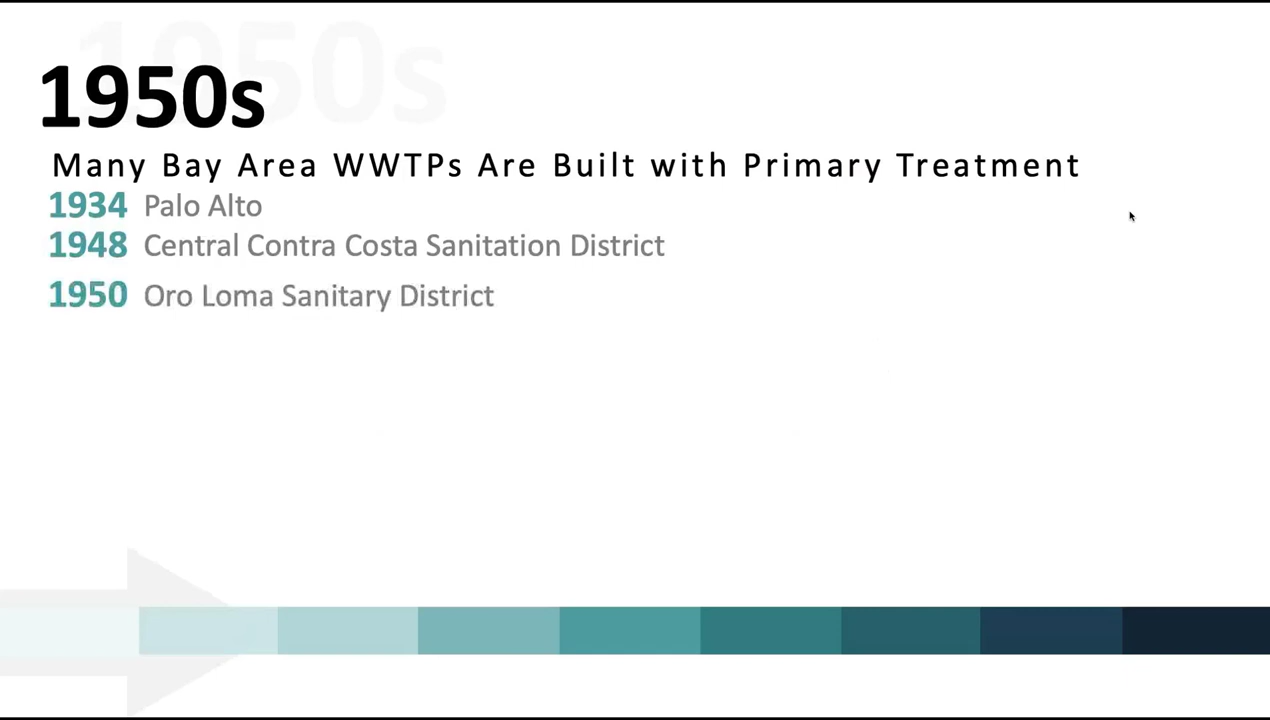 1950s
1950s
Many Bay Area WWTPs Are Built with Primary Treatment
1934 Palo Alto
1948 Central Contra Costa Sanitation District
1950 Oro Loma Sanitary District